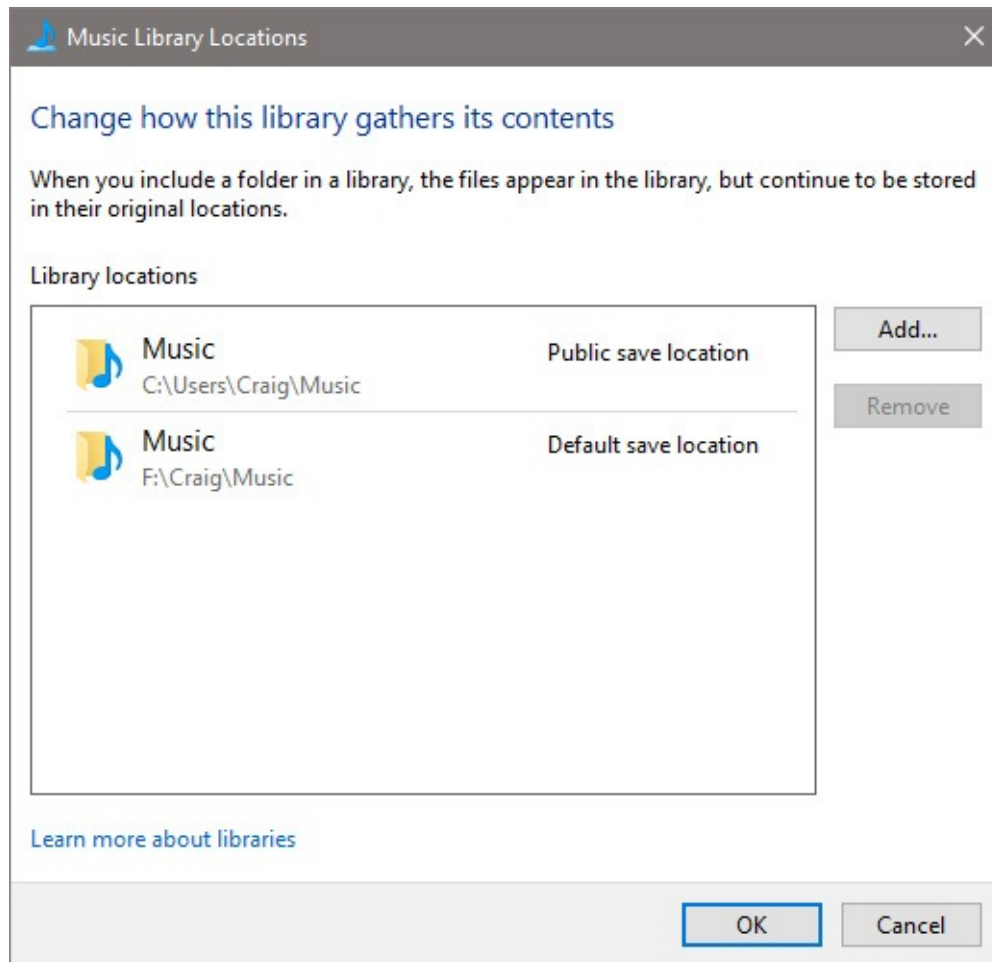 Music Library Locations
Change how this library gathers its contents
When you include a folder in a library, the files appear in the library, but continue to be stored
in their original locations.
Library locations
Music
Public save location
C:\Users\Craig\Music
Music
Default save location
F:\Craig\Music
Add...
Remove
Learn more about libraries
OK
Cancel